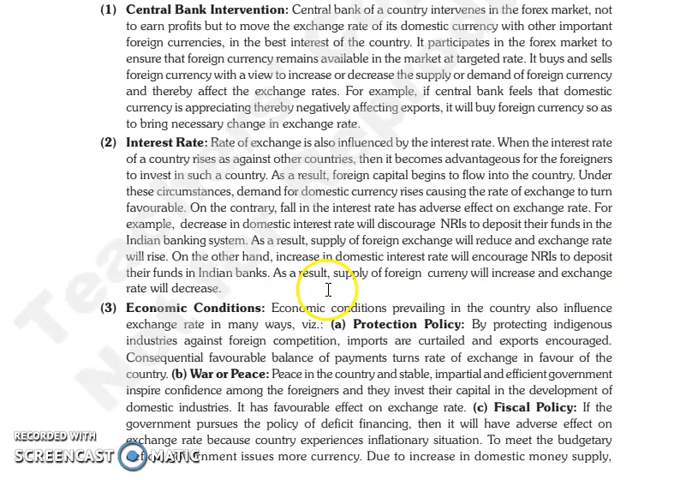 (1) Central Bank Intervention: Central bank of a country intervenes in the forex market, not
to earn profits but to move the exchange rate of its domestic currency with other important
foreign currencies, in the best interest of the country. It participates in the forex market to
ensure that foreign currency remains available in the market at targeted rate. It buys and sells
foreign currency with a view to increase or decrease the supply or demand of foreign currency
and thereby affect the exchange rates. For example, if central bank feels that domestic
currency is appreciating thereby negatively affecting exports, it will buy foreign currency so as
to bring necessary change in exchange rate.
(2) Interest Rate: Rate of exchange is also influenced by the interest rate. When the interest rate
of a country rises as against other countries, then it becomes advantageous for the foreigners
to invest in such a country. As a result, foreign capital begins to flow into the country. Under
these circumstances, demand for domestic currency rises causing the rate of exchange to turn
favourable. On the contrary, fall in the interest rate has adverse effect on exchange rate. For
example, decrease in domestic interest rate will discourage NRIs to deposit their funds in the
Indian banking system. As a result, supply of foreign exchange will reduce and exchange rate
will rise. On the other hand, increase in domestic interest rate will encourage NRIs to deposit
their funds in Indian banks. As a result, supply of foreign curreny will increase and exchange
rate will decrease.
(3) Economic Conditions: Economic conditions prevailing in the country also influence
exchange rate in many ways, viz.: (a) Protection Policy: By protecting indigenous
industries against foreign competition, imports are curtailed and exports encouraged.
Consequential favourable balance of payments turns rate of exchange in favour of the
country. (b) War or Peace: Peace in the country and stable, impartial and efficient government
inspire confidence among the foreigners and they invest their capital in the development of
domestic industries. It has favourable effect on exchange rate. (c) Fiscal Policy: If the
government pursues the policy of deficit financing, then it will have adverse effect on
exchange rate because country experiences inflationary situation. To meet the budgetary
issues more currency. Due to increase in domestic money supply,
RECORDED WITH
SCREENCAST MATIC